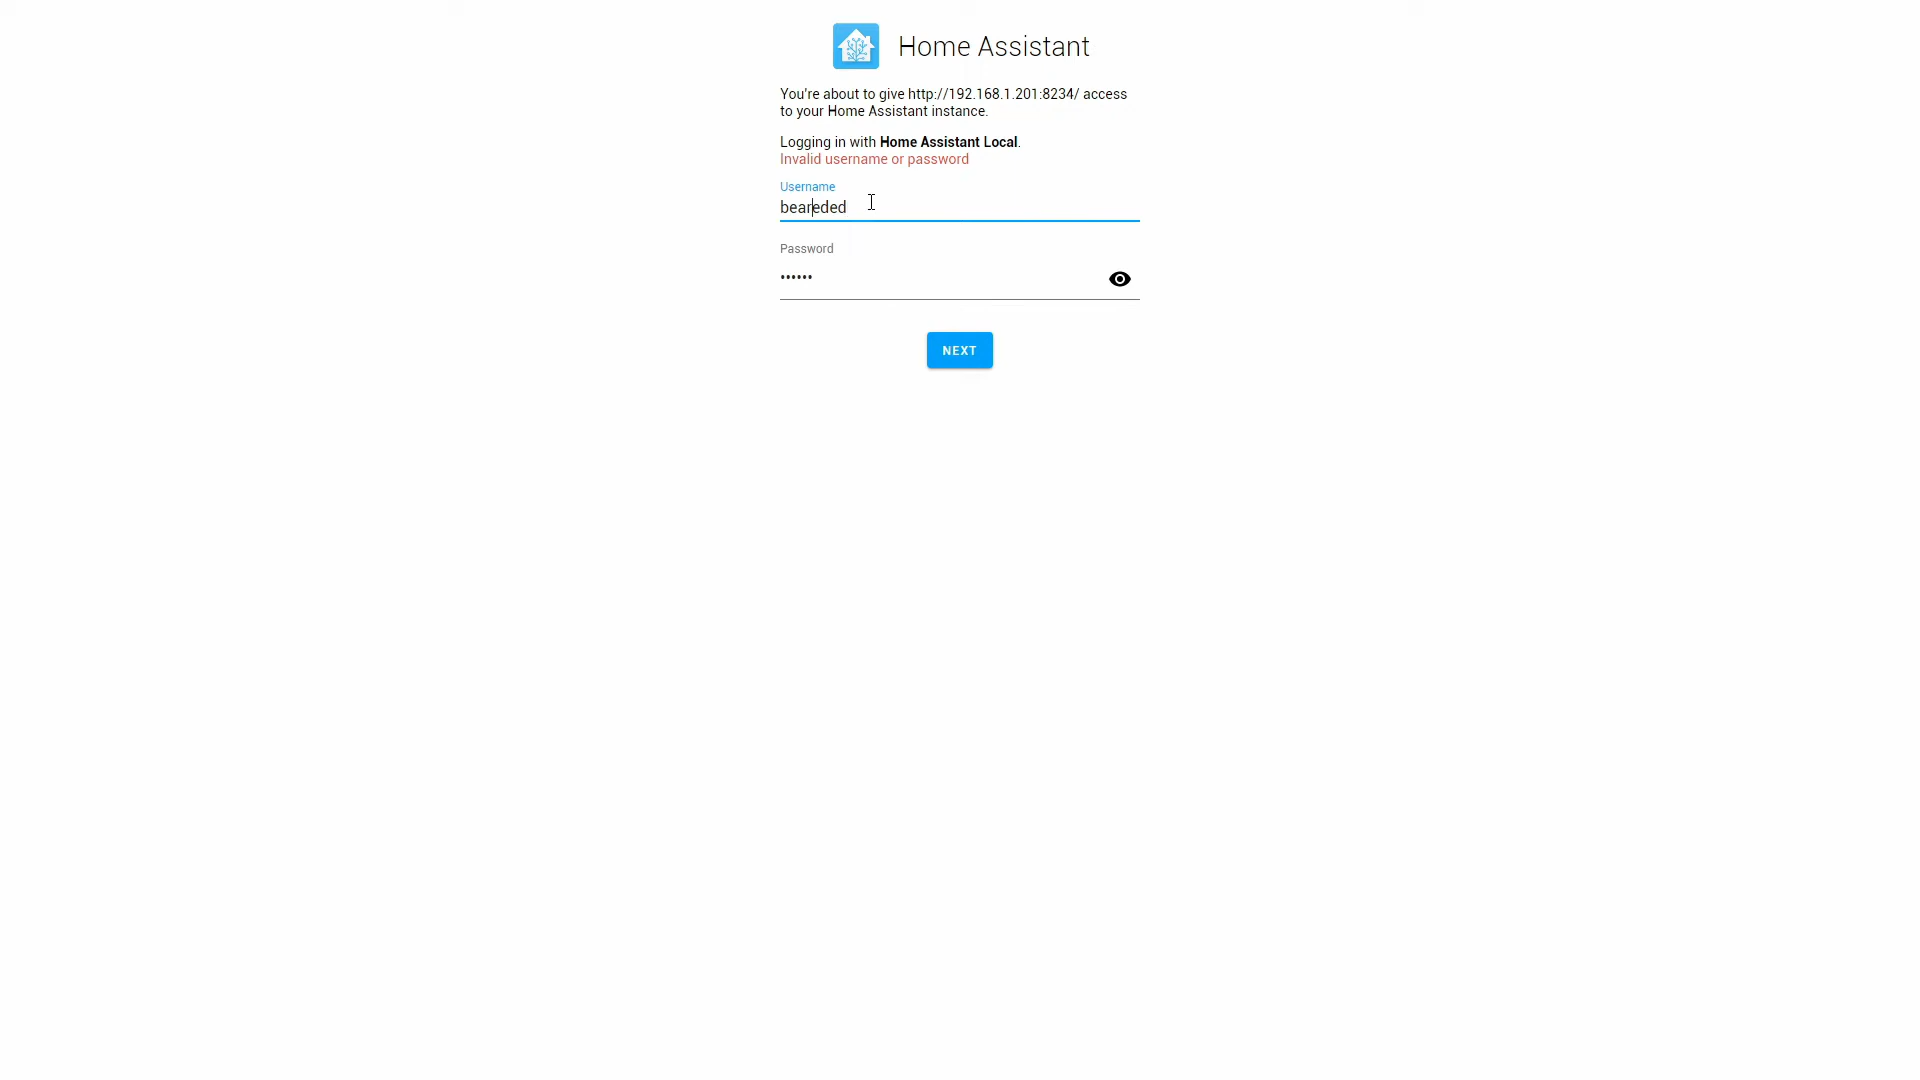 Home Assistant
You're about to give http://192.168.1.201:8234/ access
to your Home Assistant instance.
Logging in with Home Assistant Local.
Invalid username or password
Username
beareded
Password
••••••
NEXT